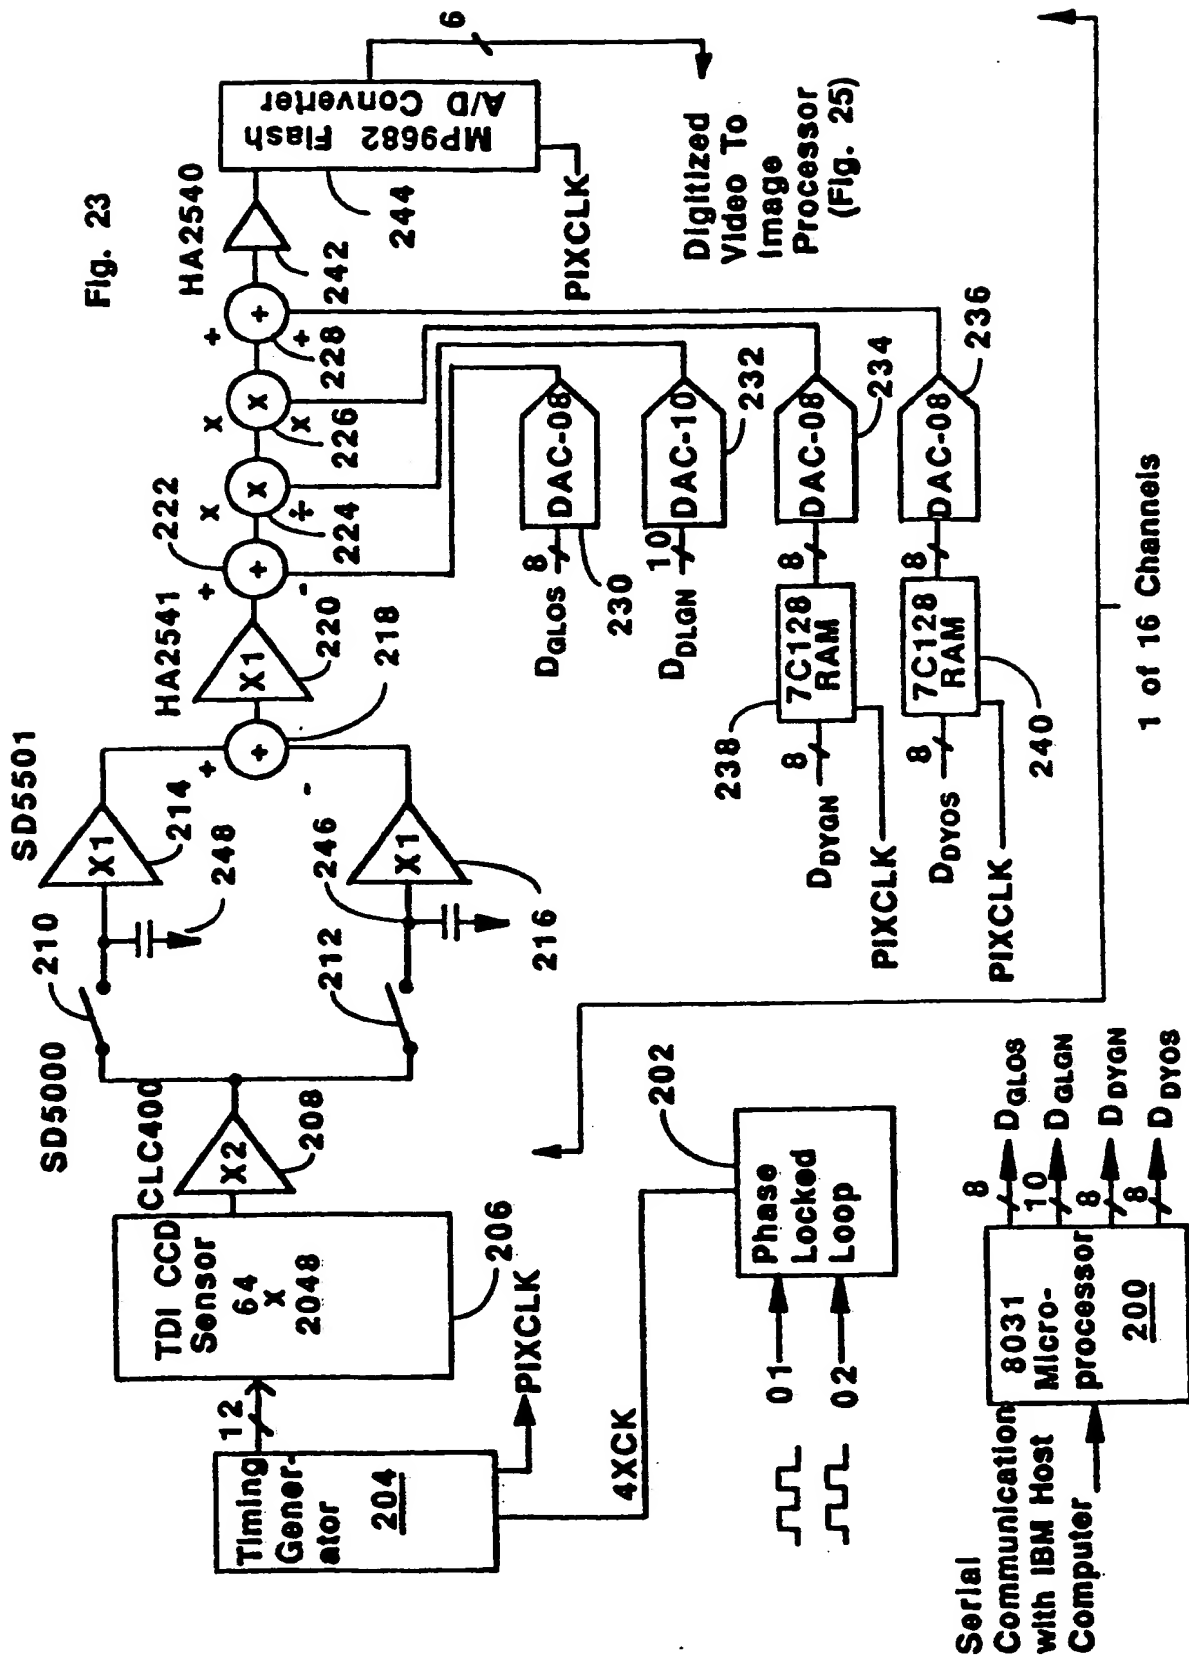 Fig. 23
SD5000
210
SD5501
214
248
HA2541
222
HA2540
6
CLC400
X2
208
X1
X1
212
246
216
+
+
-
218
X1
220
+
+
-
X
X
÷
224
X
X
X
226
+
+
+
228
242
MP9682 Flash
A/D Converter
244
PIXCLK
Digitized
Video To
Image
Processor
(Fig. 25)
TDI CCD
Sensor
64
X
2048
206
12
Timing
Gener-
ator
204
PIXCLK
4XCK
DGLOS
8
DAC-08
230
DDLGN
10
DAC-10
232
DDYGN
8
7C128
RAM
238
8
DAC-08
234
PIXCLK
DDYOS
8
7C128
RAM
240
8
DAC-08
236
PIXCLK
1 of 16 Channels
01
02
Phase
Locked
Loop
202
Serial
Communication
with IBM Host
Computer
8031
Micro-
processor
200
8
DGLOS
10
DGLGN
8
DDYGN
8
DDYOS